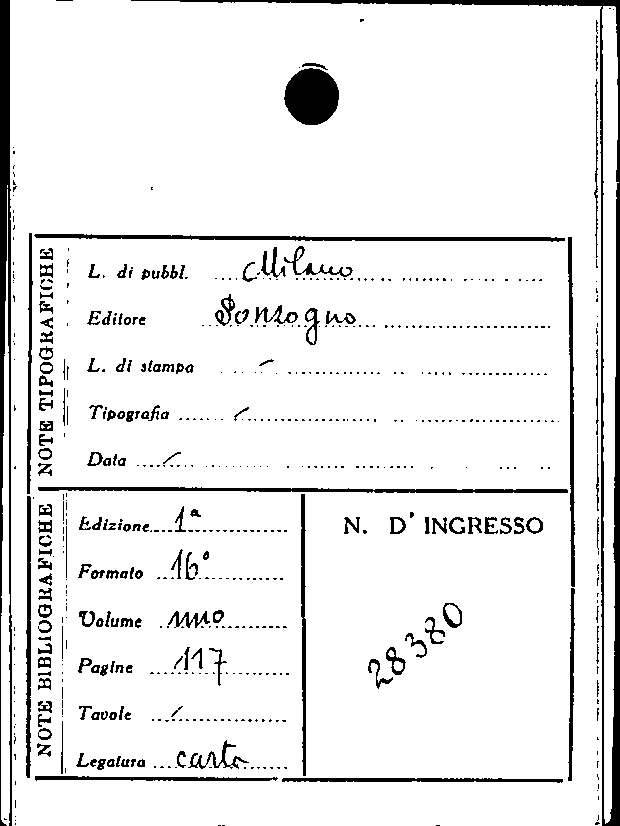 NOTE TIPOGRAFICHE
L. di pubbl. Milano
Editore Sonzogno
L. di stampa /
Tipografia /
Data /
NOTE BIBLIOGRAFICHE
Edizione 1ª
Formato 16°
Volume uno
Pagine 117
Tavole /
Legatura carta
N. D' INGRESSO
28380